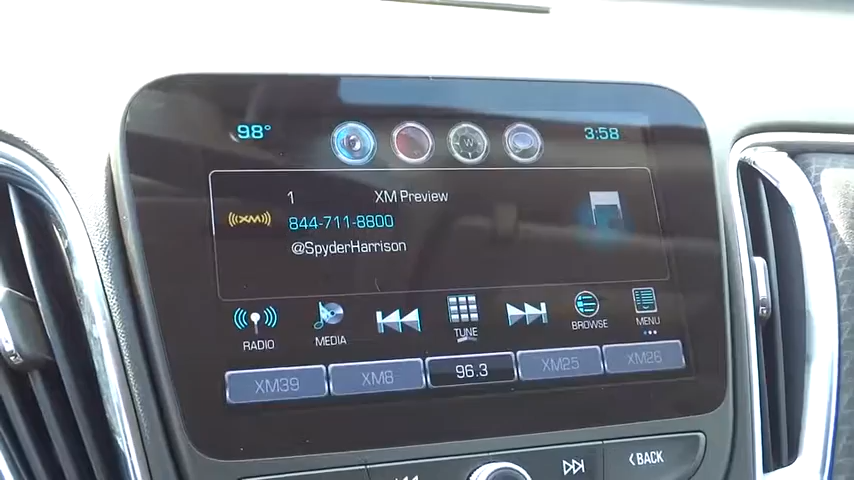 98° 3:58
1 XM Preview
((XM)) 844-711-8800
@SpyderHarrison
RADIO MEDIA TUNE BROWSE MENU
XM39 XM8 96.3 XM25 XM26
BACK